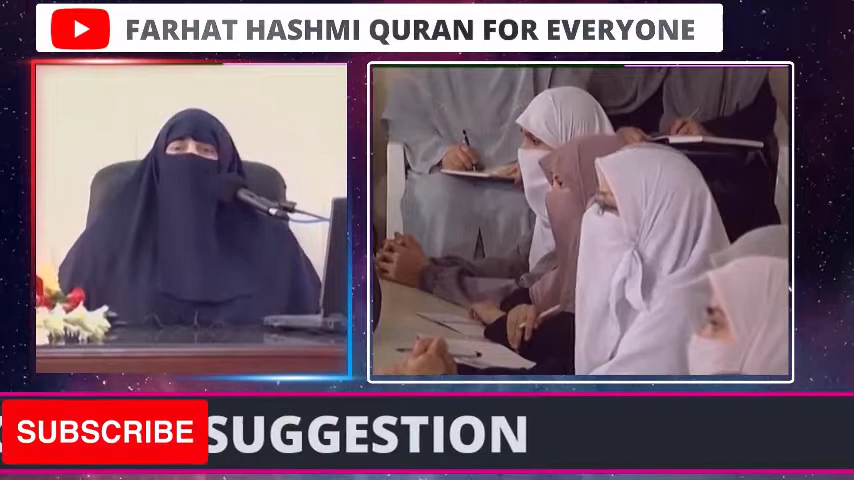 FARHAT HASHMI QURAN FOR EVERYONE
SUBSCRIBE SUGGESTION